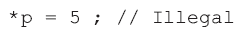 *p = 5 ; // Illegal